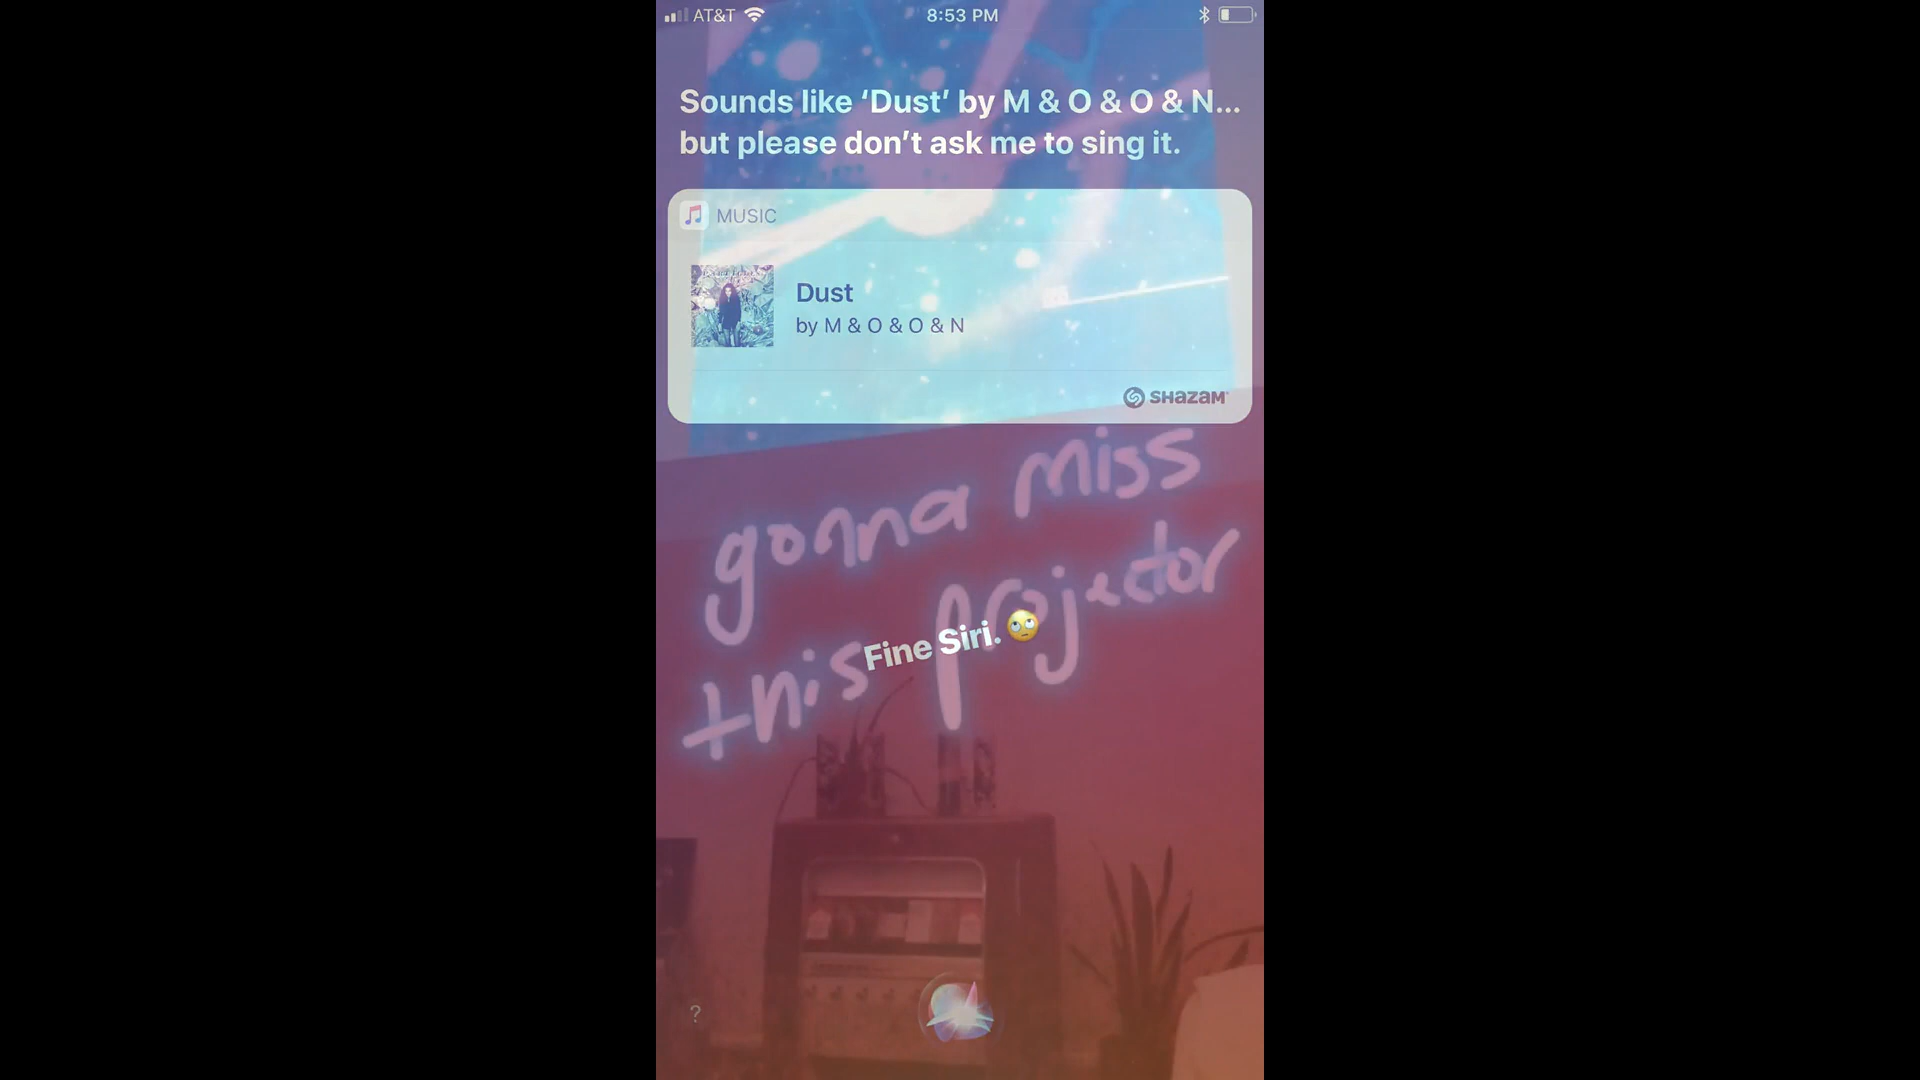 AT&T 8:53 PM
Sounds like ‘Dust’ by M & O & O & N...
but please don’t ask me to sing it.
MUSIC
Dust
by M & O & O & N
SHAZAM
gonna miss
this projector
Fine Siri. 🙄
?